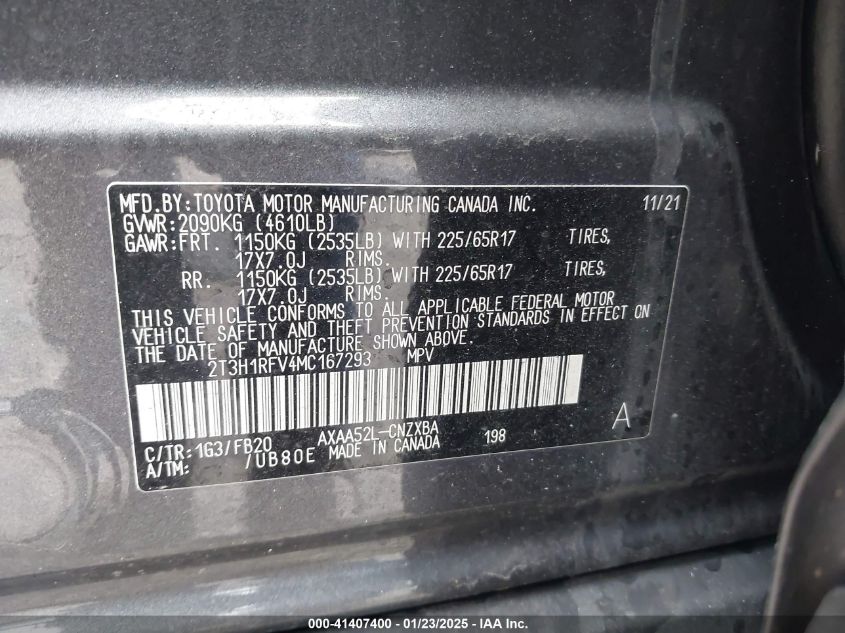 MFD.BY:TOYOTA MOTOR MANUFACTURING CANADA INC. 11/21
GVWR:2090KG (4610LB)
GAWR:FRT. 1150KG (2535LB) WITH 225/65R17 TIRES,
17X7.0J RIMS.
RR. 1150KG (2535LB) WITH 225/65R17 TIRES,
17X7.0J RIMS.
THIS VEHICLE CONFORMS TO ALL APPLICABLE FEDERAL MOTOR
VEHICLE SAFETY AND THEFT PREVENTION STANDARDS IN EFFECT ON
THE DATE OF MANUFACTURE SHOWN ABOVE.
2T3H1RFV4MC167293 MPV
C/TR:1G3/FB20 AXAA52L-CNZXBA 198 A
A/TM: /UB80E MADE IN CANADA
000-41407400 - 01/23/2025 - IAA Inc.